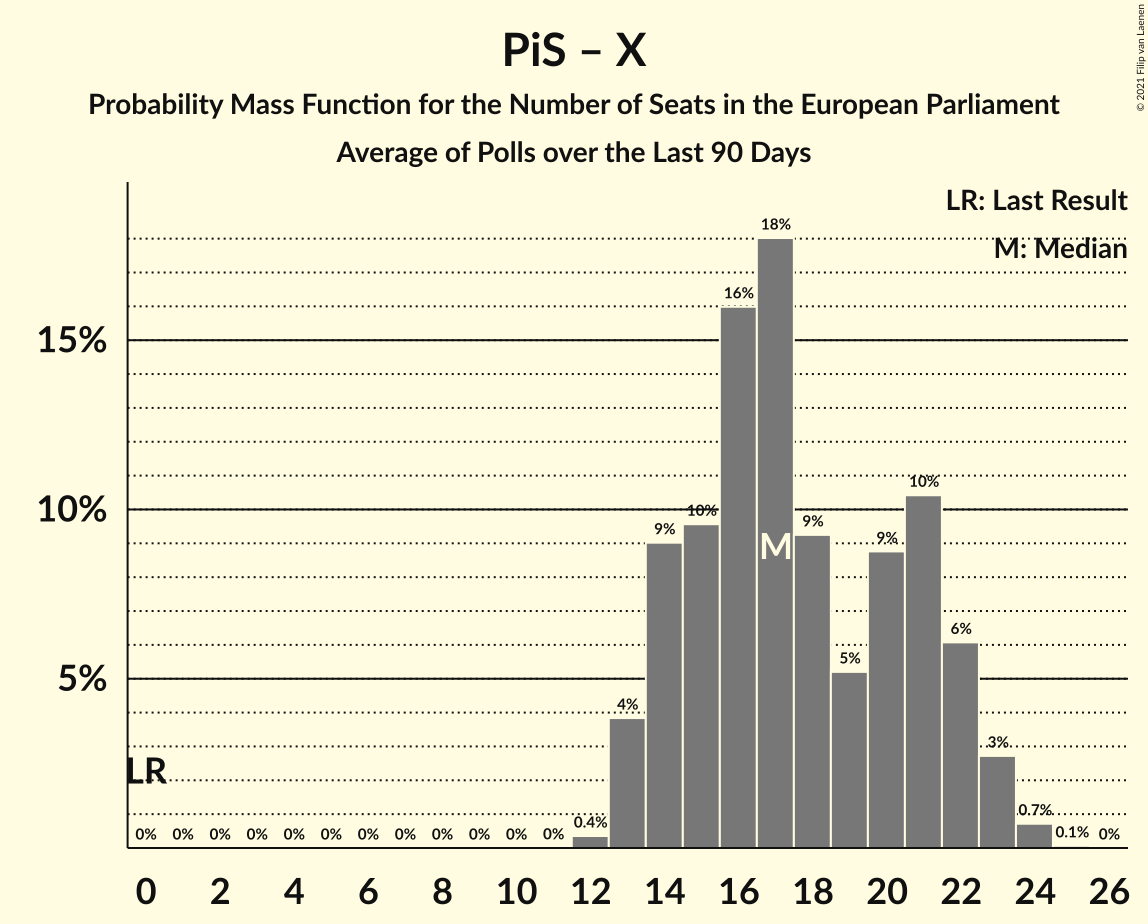 PiS – X
Probability Mass Function for the Number of Seats in the European Parliament
Average of Polls over the Last 90 Days
© 2021 Filip van Laenen
LR: Last Result
M: Median
18%
16%
15%
10%
10%
10%
9%
9%
9%
M
6%
5%
5%
4%
3%
LR
0% 0% 0% 0% 0% 0% 0% 0% 0% 0% 0% 0% 0.4% 0.7% 0.1% 0%
0 2 4 6 8 10 12 14 16 18 20 22 24 26